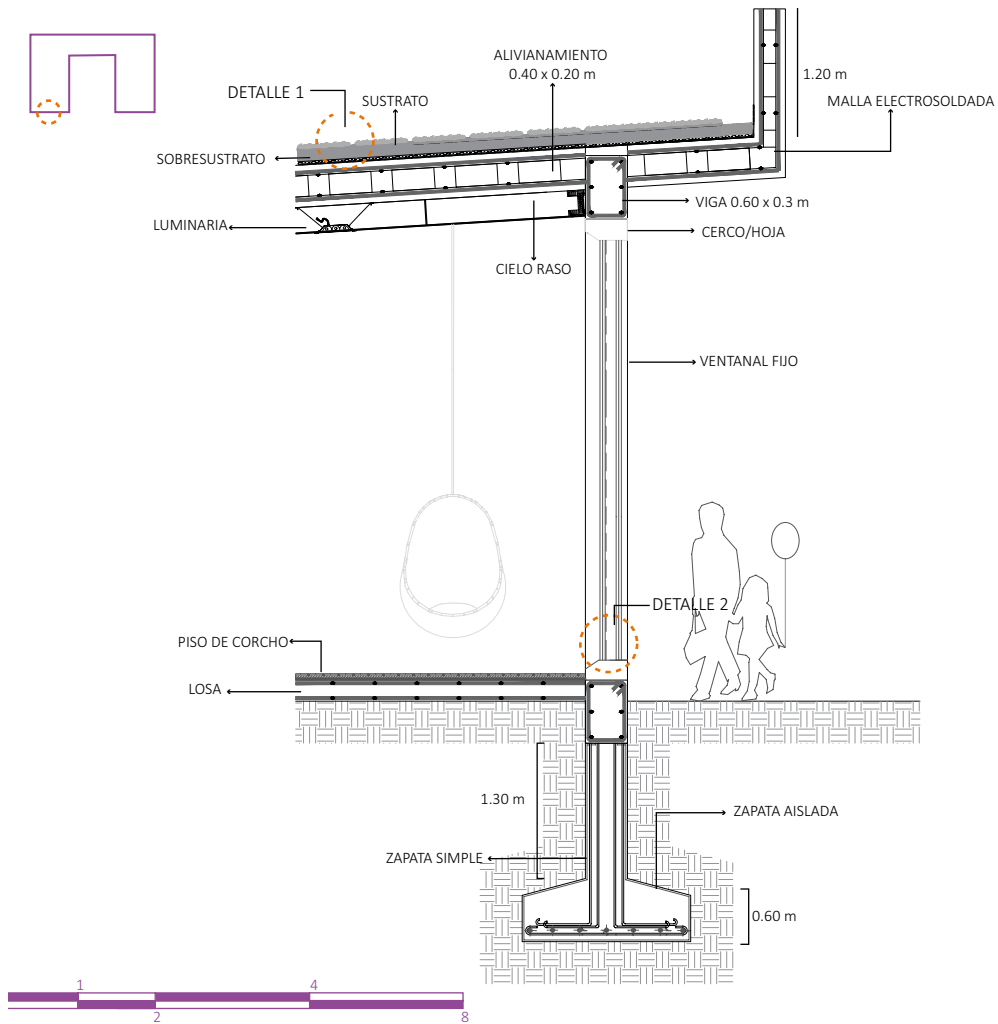 ALIVIANAMIENTO
0.40 x 0.20 m
1.20 m
DETALLE 1
SUSTRATO
MALLA ELECTROSOLDADA
SOBRESUSTRATO
VIGA 0.60 x 0.3 m
LUMINARIA
CERCO/HOJA
CIELO RASO
VENTANAL FIJO
DETALLE 2
PISO DE CORCHO
LOSA
1.30 m
ZAPATA AISLADA
ZAPATA SIMPLE
0.60 m
1
4
2
8